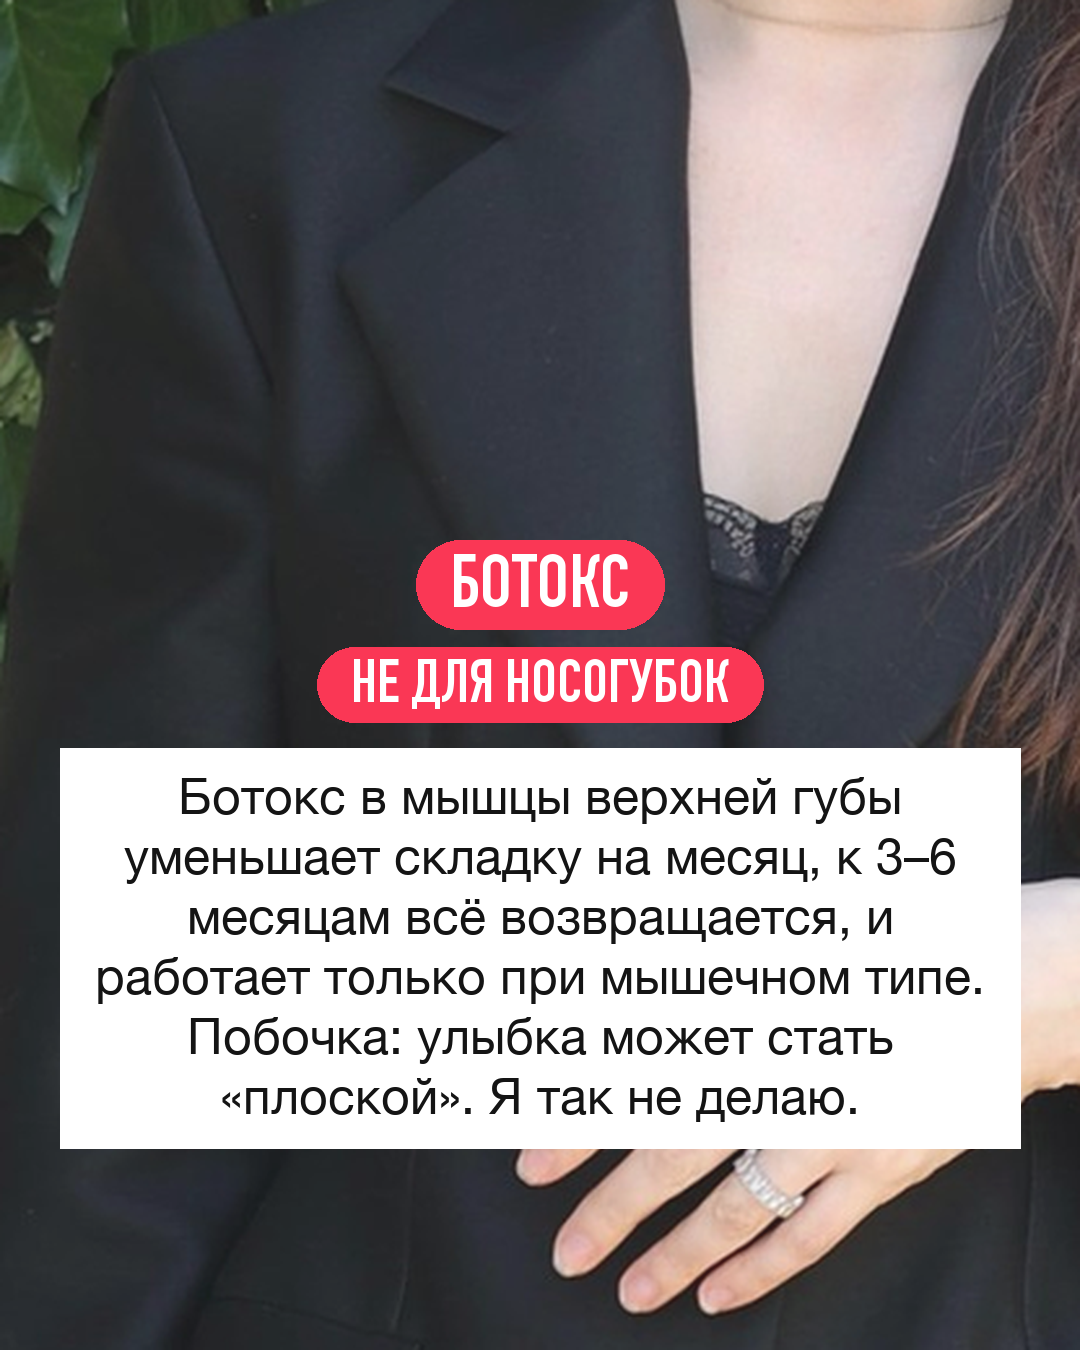 БОТОКС
НЕ ДЛЯ НОСОГУБОК
Ботокс в мышцы верхней губы
уменьшает складку на месяц, к 3–6
месяцам всё возвращается, и
работает только при мышечном типе.
Побочка: улыбка может стать
«плоской». Я так не делаю.